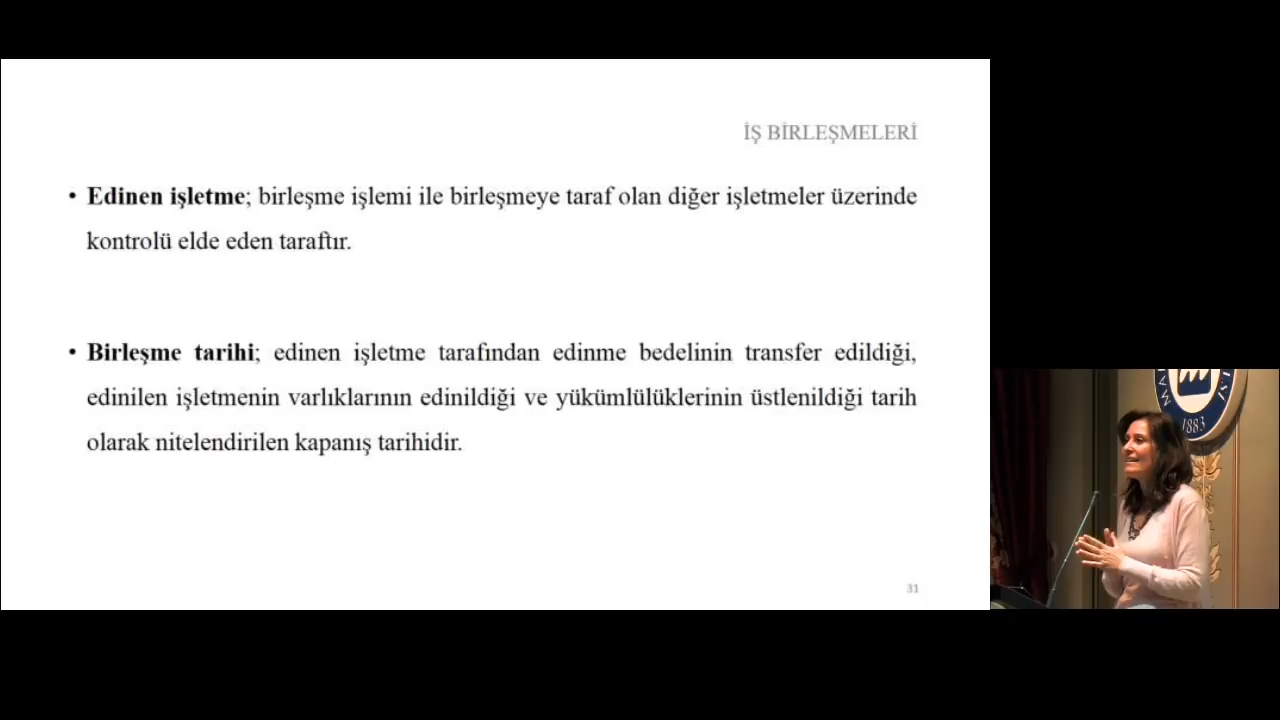 İŞ BİRLEŞMELERİ
• Edinen işletme; birleşme işlemi ile birleşmeye taraf olan diğer işletmeler üzerinde
kontrolü elde eden taraftır.
• Birleşme tarihi; edinen işletme tarafından edinme bedelinin transfer edildiği,
edinilen işletmenin varlıklarının edinildiği ve yükümlülüklerinin üstlenildiği tarih
olarak nitelendirilen kapanış tarihidir.
31
1883